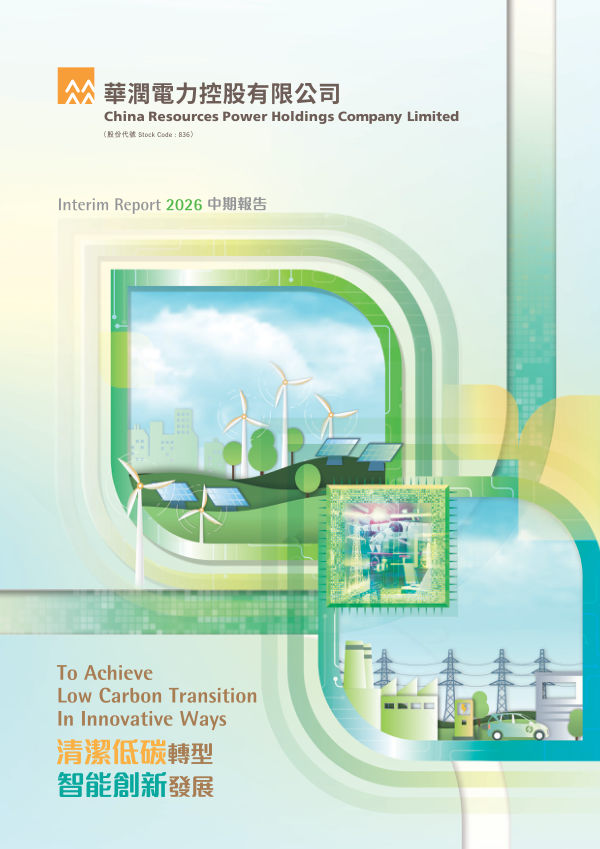 華潤電力控股有限公司
China Resources Power Holdings Company Limited
(股份代號 Stock Code : 836)
Interim Report 2026 中期報告
To Achieve
Low Carbon Transition
In Innovative Ways
清潔低碳轉型
智能創新發展